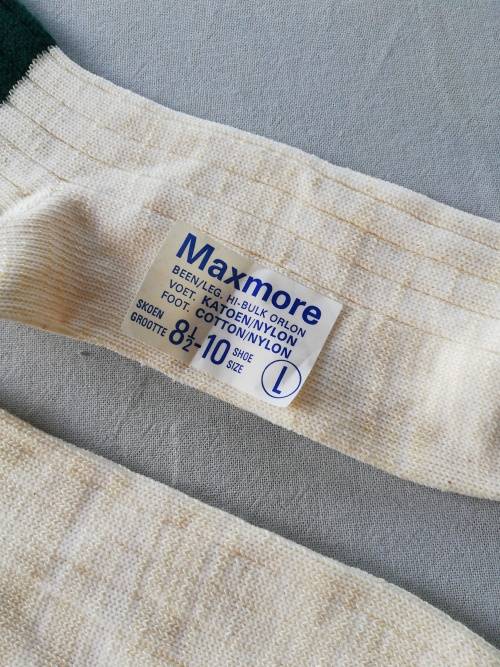 Maxmore
BEEN/LEG. HI-BULK ORLON
VOET. KATOEN/NYLON
FOOT. COTTON/NYLON
SKOEN GROOTTE 8½-10 SHOE SIZE L